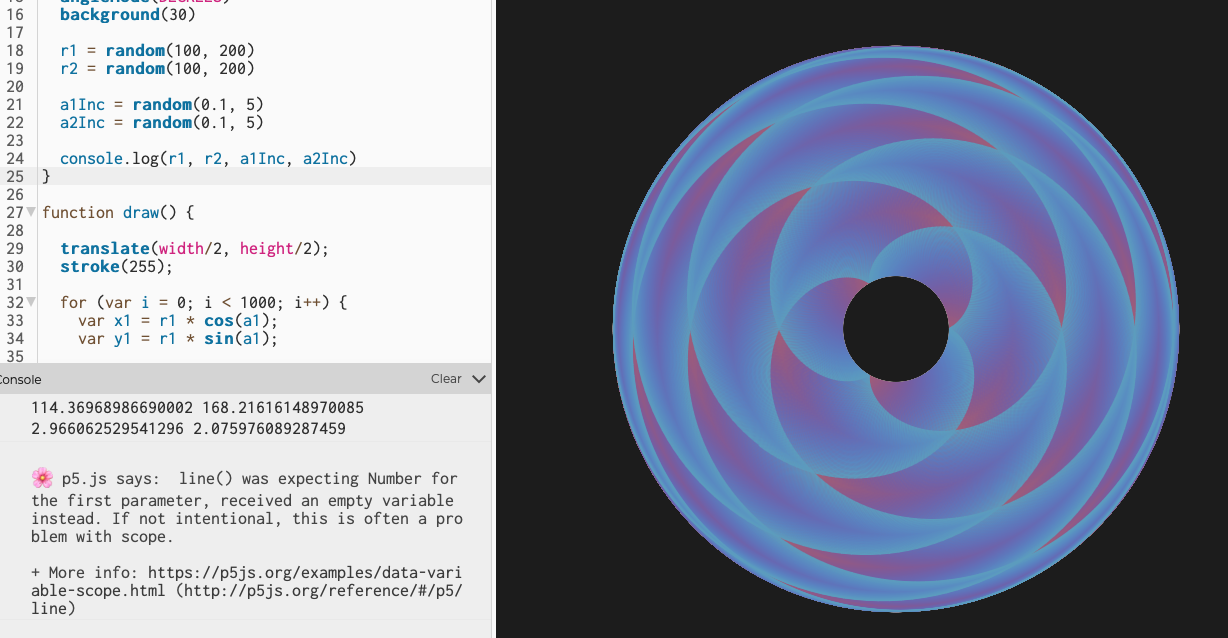 16 background(30)
17
18 r1 = random(100, 200)
19 r2 = random(100, 200)
20
21 a1Inc = random(0.1, 5)
22 a2Inc = random(0.1, 5)
23
24 console.log(r1, r2, a1Inc, a2Inc)
25 }
26
27 function draw() {
28
29 translate(width/2, height/2);
30 stroke(255);
31
32 for (var i = 0; i < 1000; i++) {
33 var x1 = r1 * cos(a1);
34 var y1 = r1 * sin(a1);
35
Console Clear
114.36968986690002 168.21616148970085
2.966062529541296 2.075976089287459
🌸 p5.js says: line() was expecting Number for
the first parameter, received an empty variable
instead. If not intentional, this is often a pro
blem with scope.
+ More info: https://p5js.org/examples/data-vari
able-scope.html (http://p5js.org/reference/#/p5/
line)